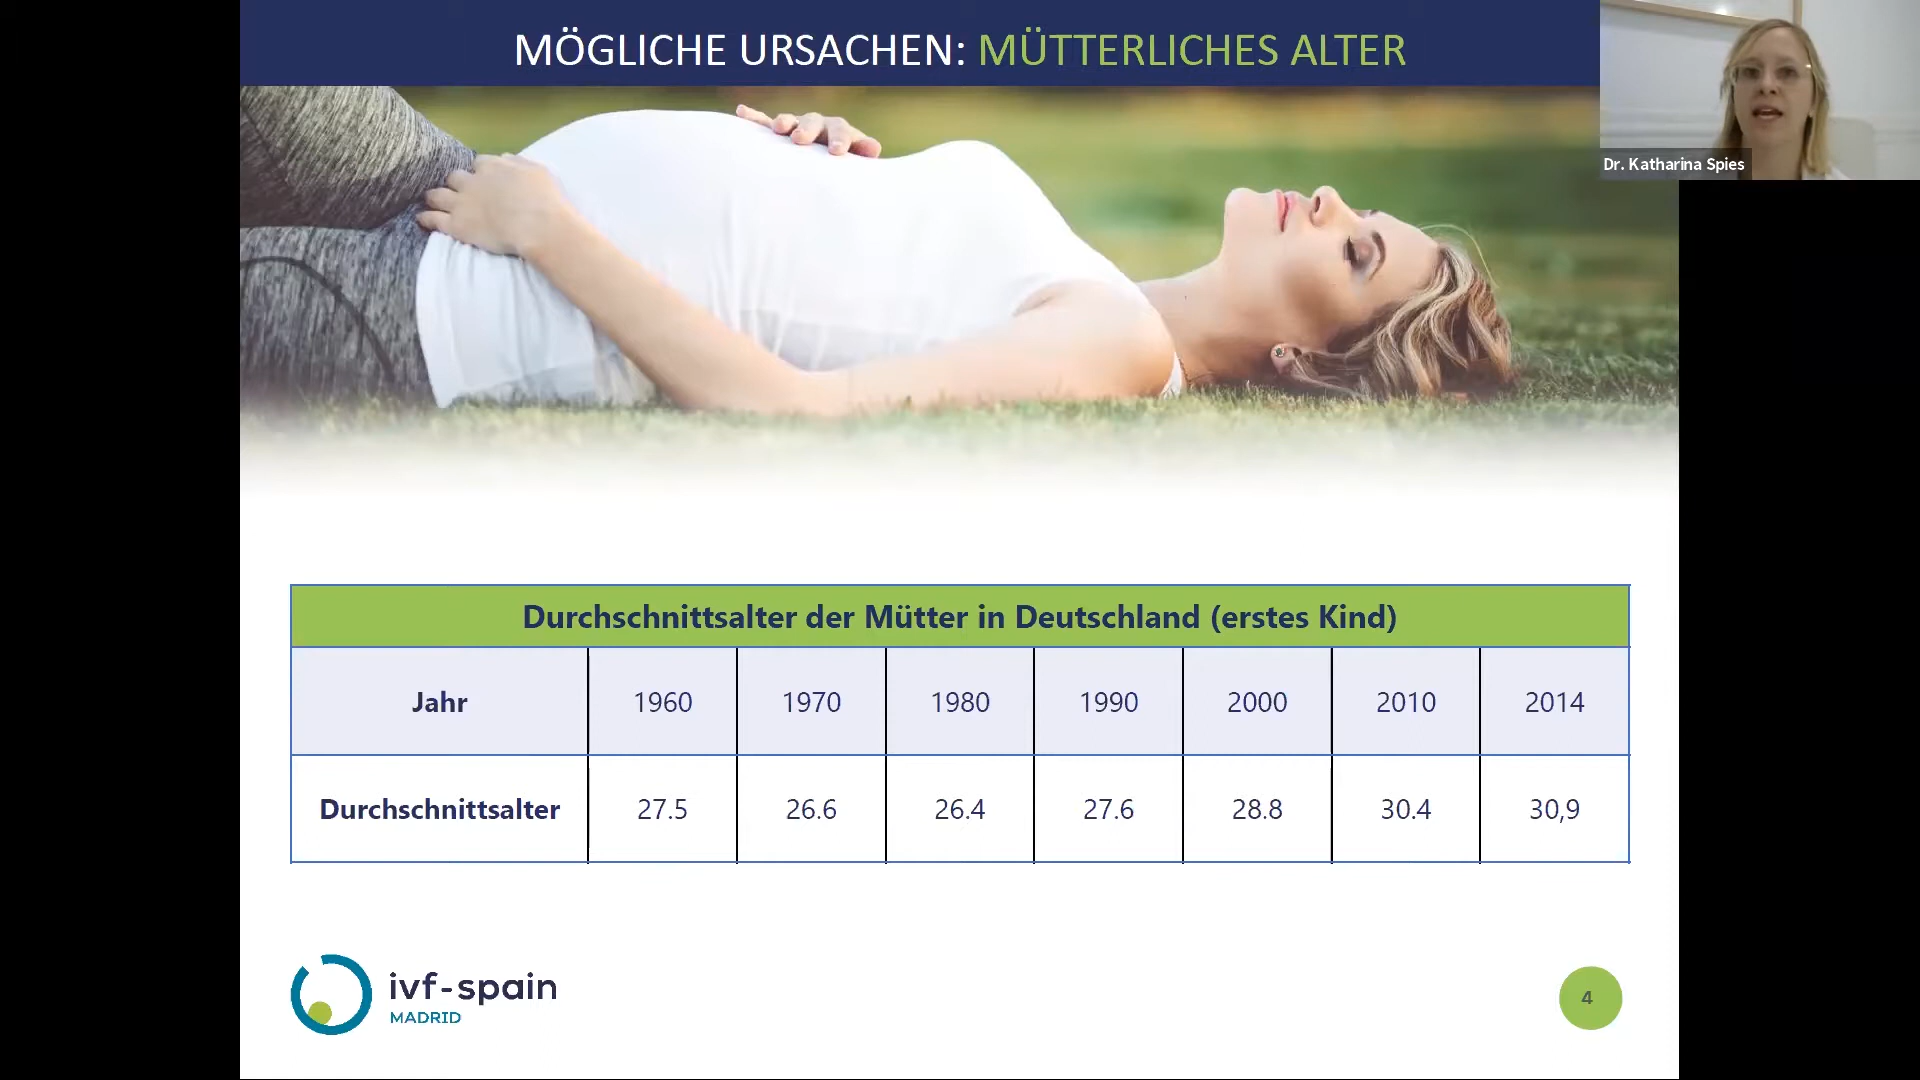 MÖGLICHE URSACHEN: MÜTTERLICHES ALTER
Dr. Katharina Spies
Durchschnittsalter der Mütter in Deutschland (erstes Kind)
Jahr 1960 1970 1980 1990 2000 2010 2014
Durchschnittsalter 27.5 26.6 26.4 27.6 28.8 30.4 30,9
ivf-spain
MADRID
4